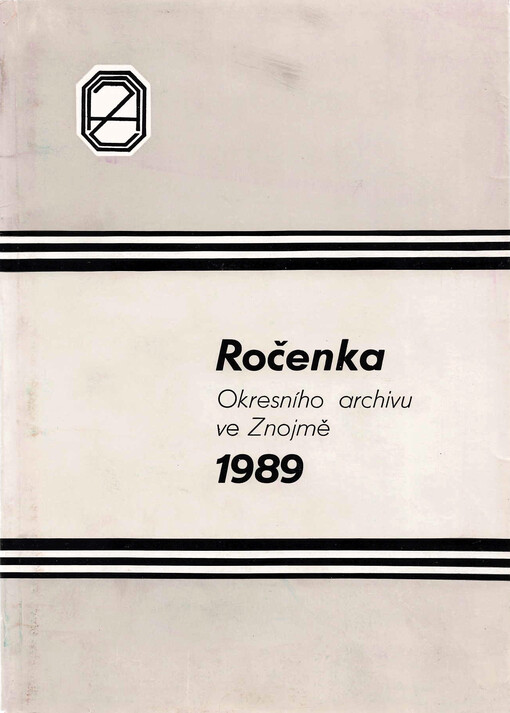 Ročenka
Okresního archivu
ve Znojmě
1989